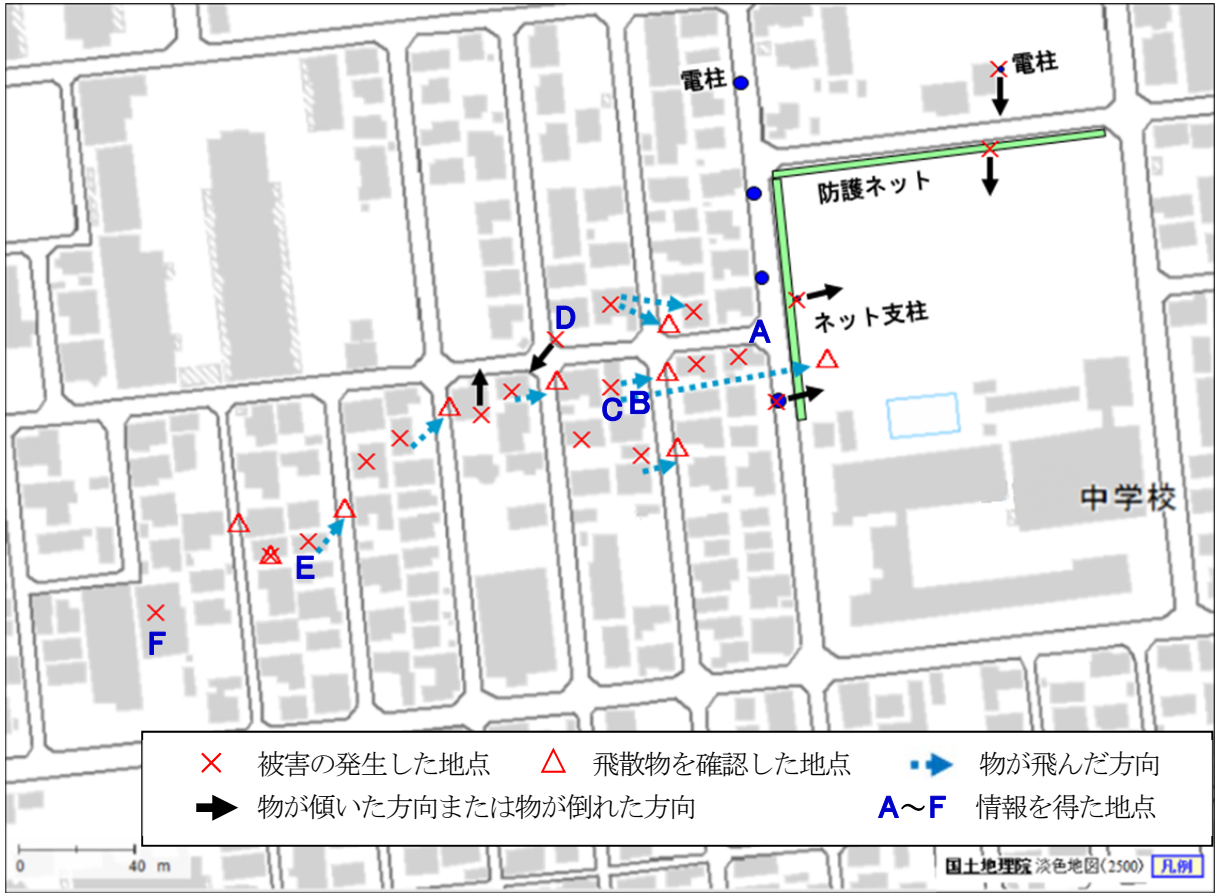 電柱
電柱
防護ネット
ネット支柱
D
A
C
B
中学校
E
F
被害の発生した地点
飛散物を確認した地点
物が飛んだ方向
物が傾いた方向または物が倒れた方向
A～F 情報を得た地点
0 40 m
国土地理院 淡色地図(2500) 凡例